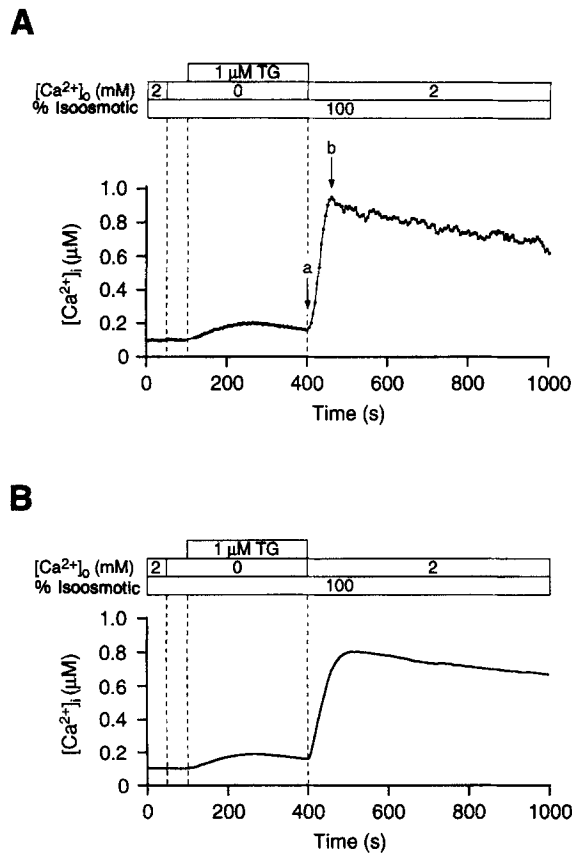 A
1 μM TG
[Ca²⁺]ₒ (mM) 2 0 2
% Isoosmotic 100
b
a
[Ca²⁺]ᵢ (μM)
1.0
0.8
0.6
0.4
0.2
0
0 200 400 600 800 1000
Time (s)
B
1 μM TG
[Ca²⁺]ₒ (mM) 2 0 2
% Isoosmotic 100
[Ca²⁺]ᵢ (μM)
1.0
0.8
0.6
0.4
0.2
0
0 200 400 600 800 1000
Time (s)